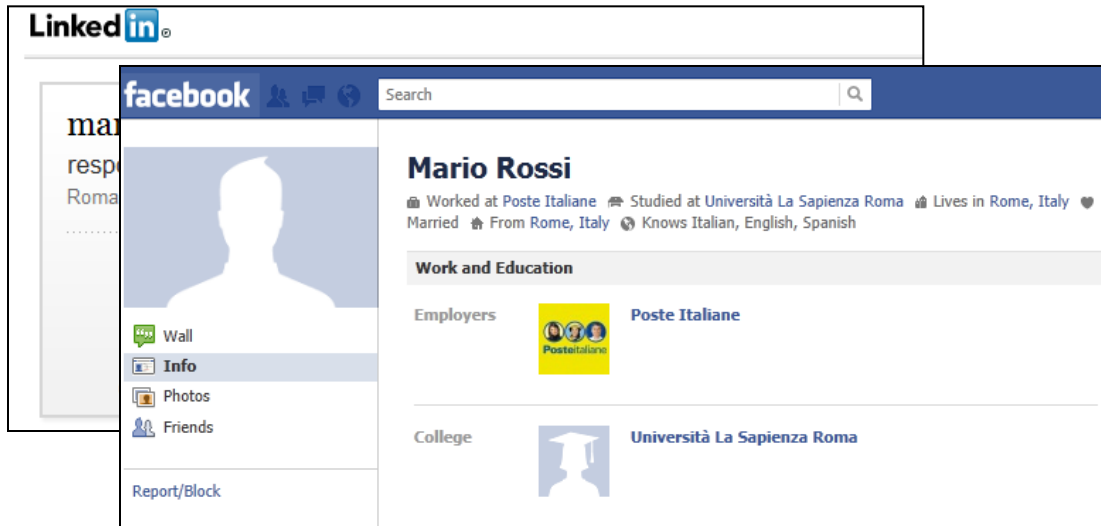 Linked in ®
mar
resp
Roma
facebook
Search
Mario Rossi
Worked at Poste Italiane Studied at Università La Sapienza Roma Lives in Rome, Italy
Married From Rome, Italy Knows Italian, English, Spanish
Work and Education
Employers
Posteitaliane
Poste Italiane
Wall
Info
Photos
Friends
College
Università La Sapienza Roma
Report/Block